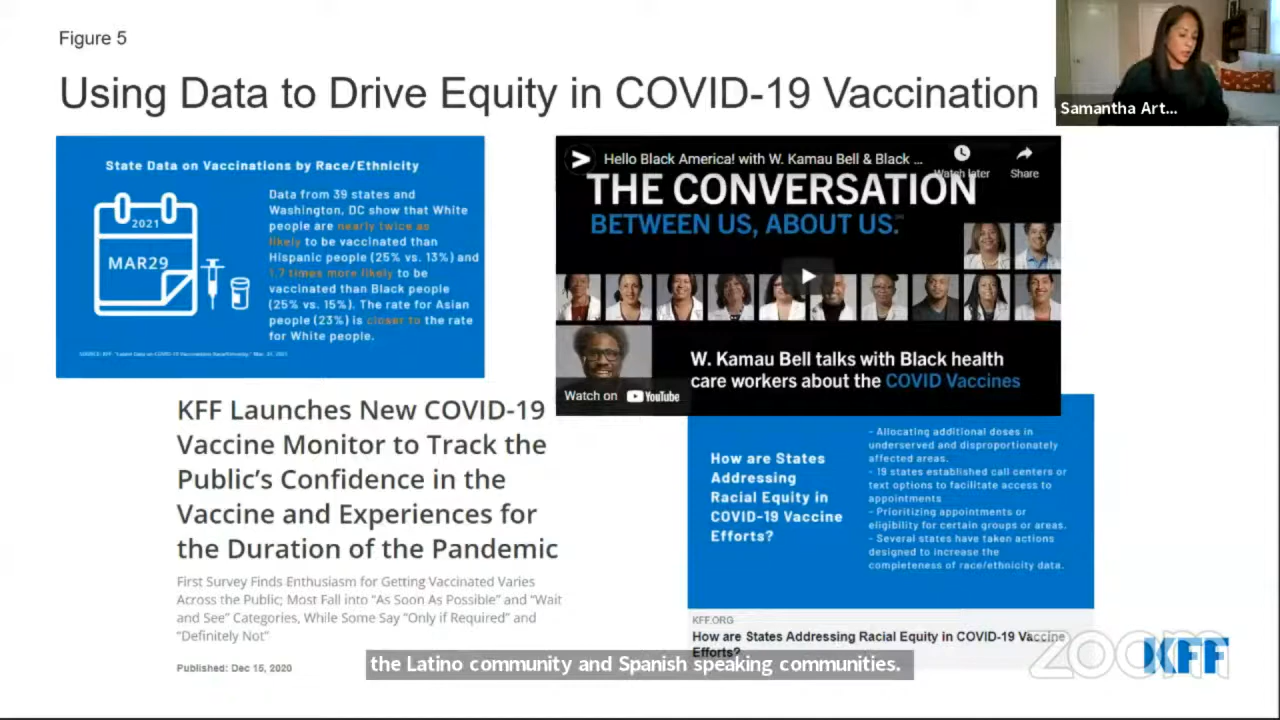 Figure 5
Using Data to Drive Equity in COVID-19 Vaccination
Samantha Art...
State Data on Vaccinations by Race/Ethnicity
2021
MAR29
Data from 39 states and
Washington, DC show that White
people are nearly twice as
likely to be vaccinated than
Hispanic people (25% vs. 13%) and
1.7 times more likely to be
vaccinated than Black people
(25% vs. 15%). The rate for Asian
people (23%) is closer to the rate
for White people.
Hello Black America! with W. Kamau Bell & Black ...
Watch later
Share
THE CONVERSATION
BETWEEN US, ABOUT US.
W. Kamau Bell talks with Black health
care workers about the COVID Vaccines
Watch on YouTube
KFF Launches New COVID-19
Vaccine Monitor to Track the
Public's Confidence in the
Vaccine and Experiences for
the Duration of the Pandemic
First Survey Finds Enthusiasm for Getting Vaccinated Varies
Across the Public; Most Fall into "As Soon As Possible" and "Wait
and See" Categories, While Some Say "Only if Required" and
"Definitely Not"
Published: Dec 15, 2020
How are States
Addressing
Racial Equity in
COVID-19 Vaccine
Efforts?
- Allocating additional doses in
underserved and disproportionately
affected areas.
- 19 states established call centers or
text options to facilitate access to
appointments
- Prioritizing appointments or
eligibility for certain groups or areas.
- Several states have taken actions
designed to increase the
completeness of race/ethnicity data.
KFF.ORG
How are States Addressing Racial Equity in COVID-19 Vaccine
Efforts?
the Latino community and Spanish speaking communities.
zoom
KFF